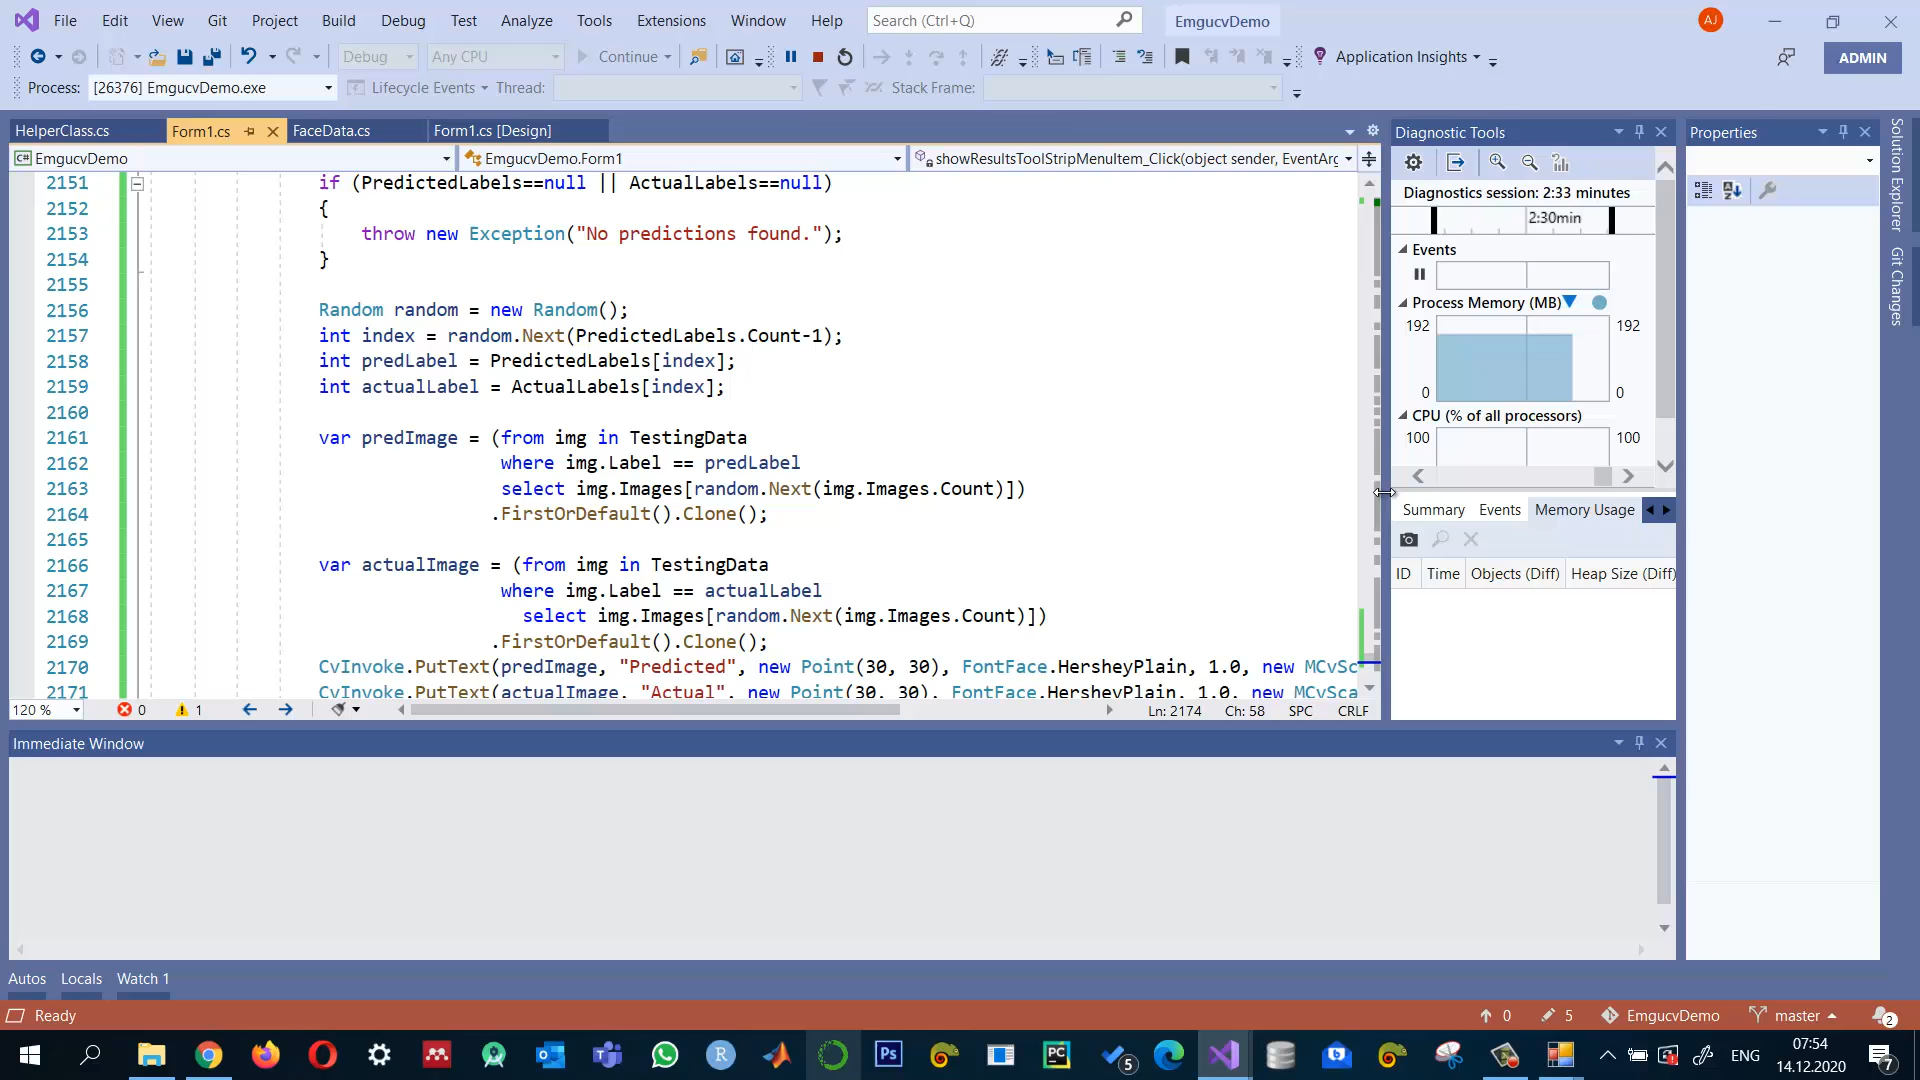 File Edit View Git Project Build Debug Test Analyze Tools Extensions Window Help Search (Ctrl+Q) EmgucvDemo AJ
Debug Any CPU Continue Application Insights ADMIN
Process: [26376] EmgucvDemo.exe Lifecycle Events Thread: Stack Frame:
HelperClass.cs Form1.cs FaceData.cs Form1.cs [Design]
EmgucvDemo EmgucvDemo.Form1 showResultsToolStripMenuItem_Click(object sender, EventArg
2151 if (PredictedLabels==null || ActualLabels==null)
2152 {
2153 throw new Exception("No predictions found.");
2154 }
2155
2156 Random random = new Random();
2157 int index = random.Next(PredictedLabels.Count-1);
2158 int predLabel = PredictedLabels[index];
2159 int actualLabel = ActualLabels[index];
2160
2161 var predImage = (from img in TestingData
2162 where img.Label == predLabel
2163 select img.Images[random.Next(img.Images.Count)])
2164 .FirstOrDefault().Clone();
2165
2166 var actualImage = (from img in TestingData
2167 where img.Label == actualLabel
2168 select img.Images[random.Next(img.Images.Count)])
2169 .FirstOrDefault().Clone();
2170 CvInvoke.PutText(predImage, "Predicted", new Point(30, 30), FontFace.HersheyPlain, 1.0, new MCvSc
2171 CvInvoke.PutText(actualImage, "Actual", new Point(30, 30), FontFace.HersheyPlain, 1.0, new MCvSca
120 % 0 1 Ln: 2174 Ch: 58 SPC CRLF
Diagnostic Tools
Diagnostics session: 2:33 minutes
2:30min
Events
Process Memory (MB)
192 192
0 0
CPU (% of all processors)
100 100
Summary Events Memory Usage
ID Time Objects (Diff) Heap Size (Diff)
Properties
Solution Explorer
Git Changes
Immediate Window
Autos Locals Watch 1
Ready 0 5 EmgucvDemo master 2
5 ENG 07:54
14.12.2020 7